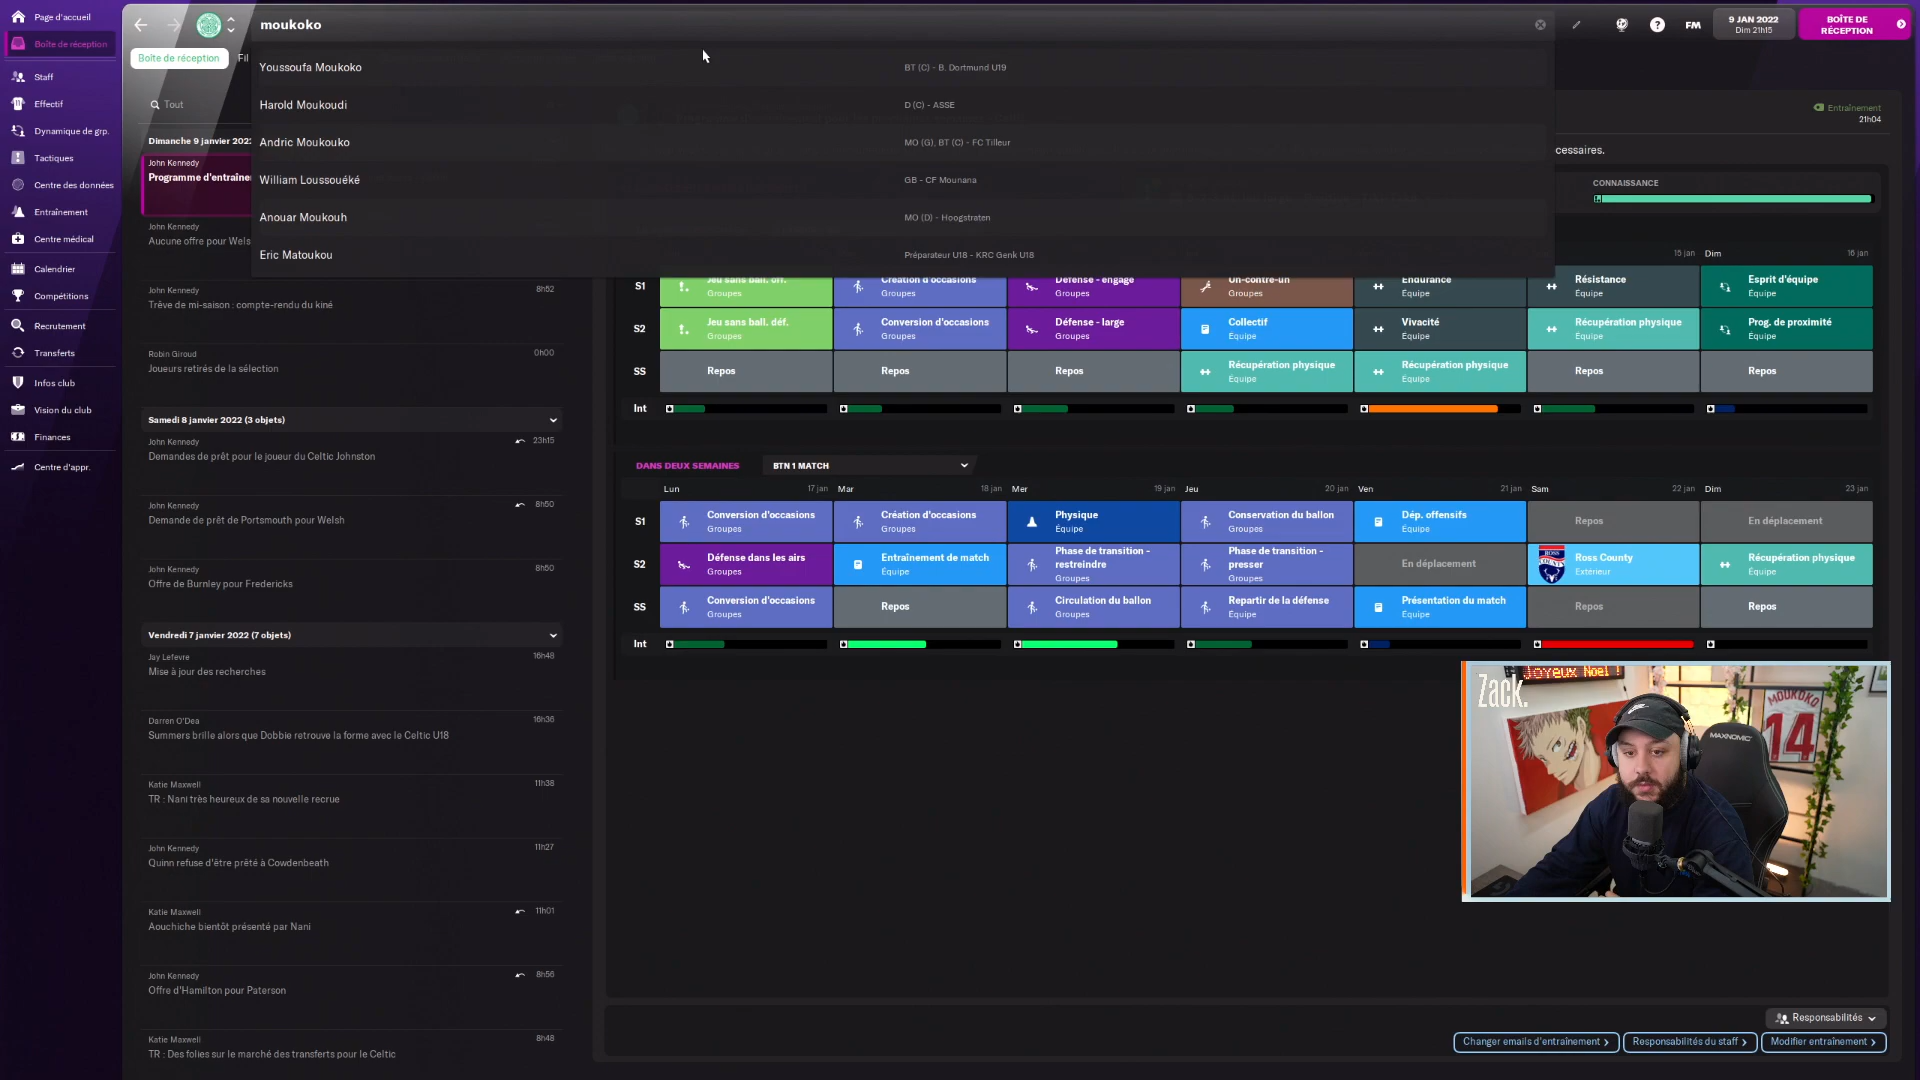 Page d'accueil
Boîte de réception
Staff
Effectif
Dynamique de grp.
Tactiques
Centre des données
Entraînement
Centre médical
Calendrier
Compétitions
Recrutement
Transferts
Infos club
Vision du club
Finances
Centre d'appr.
moukoko
FM
9 JAN 2022
Dim 21h15
BOÎTE DE
RÉCEPTION
Boîte de réception
Fil
Youssoufa Moukoko
BT (C) - B. Dortmund U19
Harold Moukoudi
D (C) - ASSE
Andric Moukouko
MO (G), BT (C) - FC Tilleur
William Loussouéké
GB - CF Mounana
Anouar Moukouh
MO (D) - Hoogstraten
Eric Matoukou
Préparateur U18 - KRC Genk U18
Tout
Dimanche 9 janvier 202
John Kennedy
Programme d'entraîne
John Kennedy
Aucune offre pour Wels
John Kennedy
8h52
Trêve de mi-saison : compte-rendu du kiné
Robin Giroud
0h00
Joueurs retirés de la sélection
Samedi 8 janvier 2022 (3 objets)
John Kennedy
23h15
Demandes de prêt pour le joueur du Celtic Johnston
John Kennedy
8h50
Demande de prêt de Portsmouth pour Welsh
John Kennedy
8h50
Offre de Burnley pour Fredericks
Vendredi 7 janvier 2022 (7 objets)
Jay Lefevre
16h48
Mise à jour des recherches
Darren O'Dea
16h36
Summers brille alors que Dobbie retrouve la forme avec le Celtic U18
Katie Maxwell
11h38
TR : Nani très heureux de sa nouvelle recrue
John Kennedy
11h27
Quinn refuse d'être prêté à Cowdenbeath
Katie Maxwell
11h01
Aouchiche bientôt présenté par Nani
John Kennedy
8h56
Offre d'Hamilton pour Paterson
Katie Maxwell
8h48
TR : Des folies sur le marché des transferts pour le Celtic
Entraînement
21h04
cessaires.
CONNAISSANCE
15 jan
Dim
16 jan
S1
Jeu sans ball. off.
Groupes
Création d'occasions
Groupes
Défense - engagé
Groupes
Un-contre-un
Groupes
Endurance
Équipe
Résistance
Équipe
Esprit d'équipe
Équipe
S2
Jeu sans ball. déf.
Groupes
Conversion d'occasions
Groupes
Défense - large
Groupes
Collectif
Équipe
Vivacité
Équipe
Récupération physique
Équipe
Prog. de proximité
Équipe
SS
Repos
Repos
Repos
Récupération physique
Équipe
Récupération physique
Équipe
Repos
Repos
Int
DANS DEUX SEMAINES
BTN 1 MATCH
Lun
17 jan
Mar
18 jan
Mer
19 jan
Jeu
20 jan
Ven
21 jan
Sam
22 jan
Dim
23 jan
S1
Conversion d'occasions
Groupes
Création d'occasions
Groupes
Physique
Équipe
Conservation du ballon
Groupes
Dép. offensifs
Équipe
Repos
En déplacement
S2
Défense dans les airs
Groupes
Entraînement de match
Équipe
Phase de transition -
restreindre
Groupes
Phase de transition -
presser
Groupes
En déplacement
ROSS
COUNTY
Ross County
Extérieur
Récupération physique
Équipe
SS
Conversion d'occasions
Groupes
Repos
Circulation du ballon
Groupes
Repartir de la défense
Équipe
Présentation du match
Équipe
Repos
Repos
Int
Zack.
JOYEUX NOEL !
MOUKOKO
14
MAXNOMIC
Responsabilités
Changer emails d'entraînement
Responsabilités du staff
Modifier entraînement